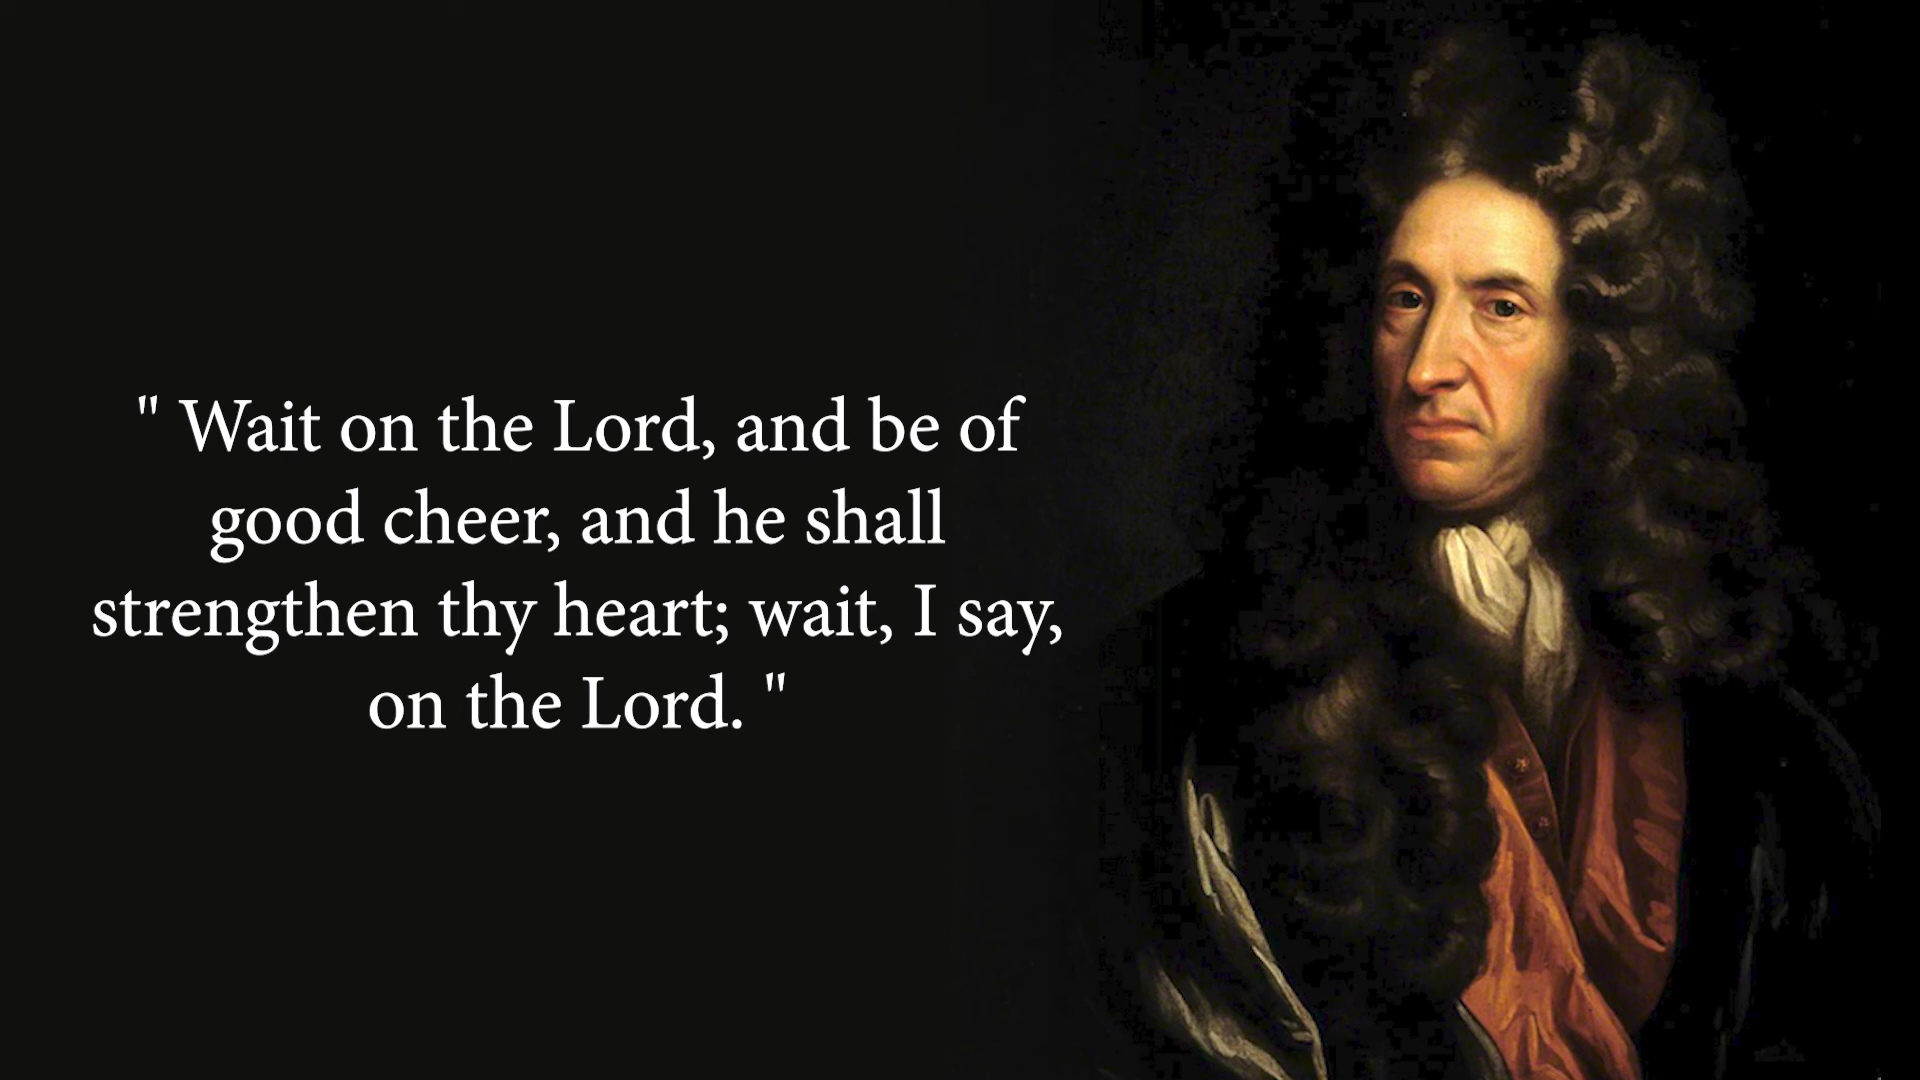 " Wait on the Lord, and be of
good cheer, and he shall
strengthen thy heart; wait, I say,
on the Lord. "